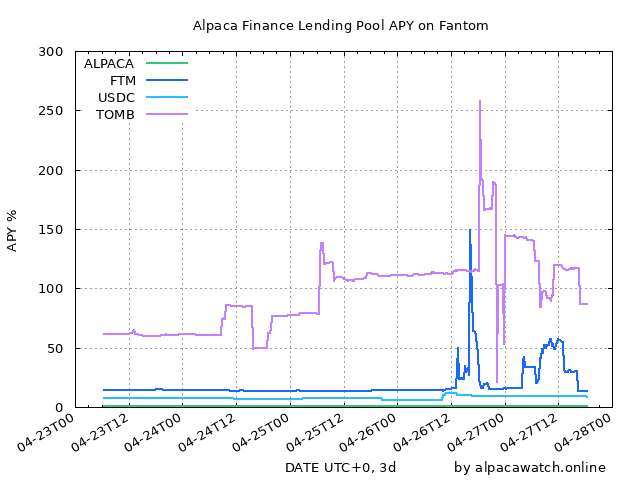 Alpaca Finance Lending Pool APY on Fantom
300
250
200
150
100
50
0
APY %
ALPACA
FTM
USDC
TOMB
04-23T00
04-23T12
04-24T00
04-24T12
04-25T00
04-25T12
04-26T00
04-26T12
04-27T00
04-27T12
04-28T00
DATE UTC+0, 3d
by alpacawatch.online